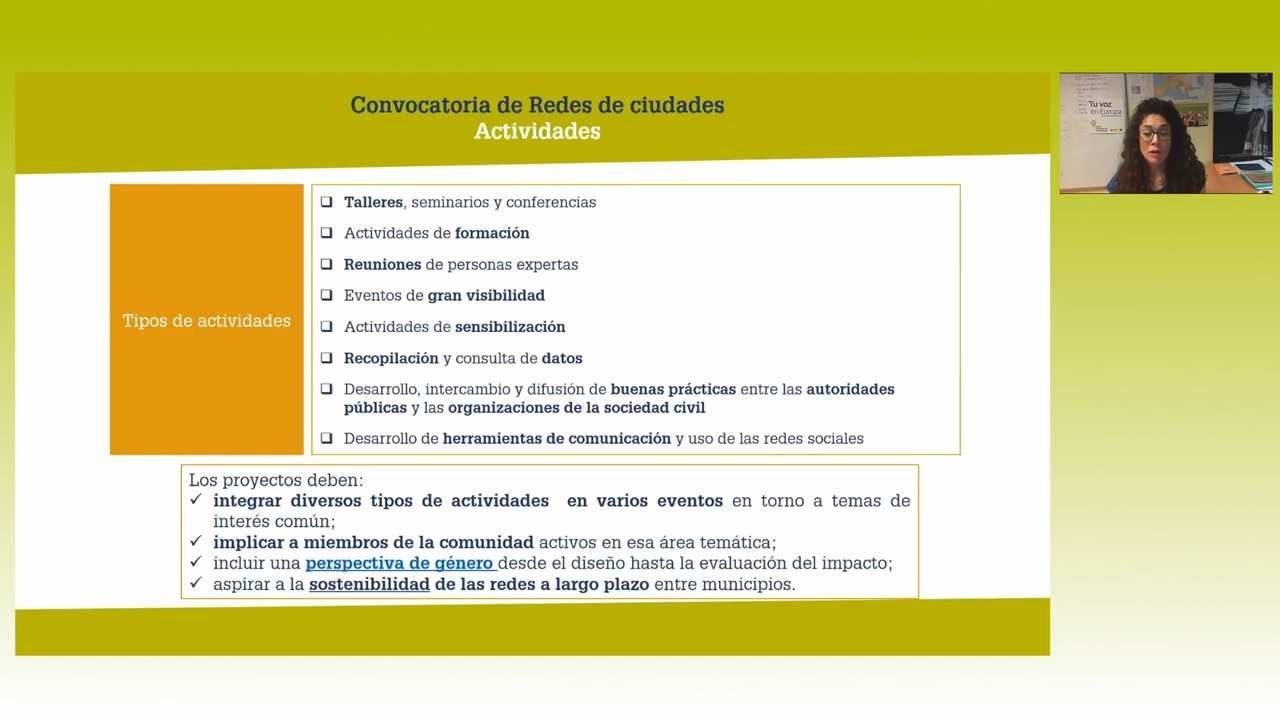 Convocatoria de Redes de ciudades
Actividades
Tipos de actividades
Talleres, seminarios y conferencias
Actividades de formación
Reuniones de personas expertas
Eventos de gran visibilidad
Actividades de sensibilización
Recopilación y consulta de datos
Desarrollo, intercambio y difusión de buenas prácticas entre las autoridades
públicas y las organizaciones de la sociedad civil
Desarrollo de herramientas de comunicación y uso de las redes sociales
Los proyectos deben:
✓ integrar diversos tipos de actividades en varios eventos en torno a temas de
interés común;
✓ implicar a miembros de la comunidad activos en esa área temática;
✓ incluir una perspectiva de género desde el diseño hasta la evaluación del impacto;
✓ aspirar a la sostenibilidad de las redes a largo plazo entre municipios.
Tu voz
en Europa